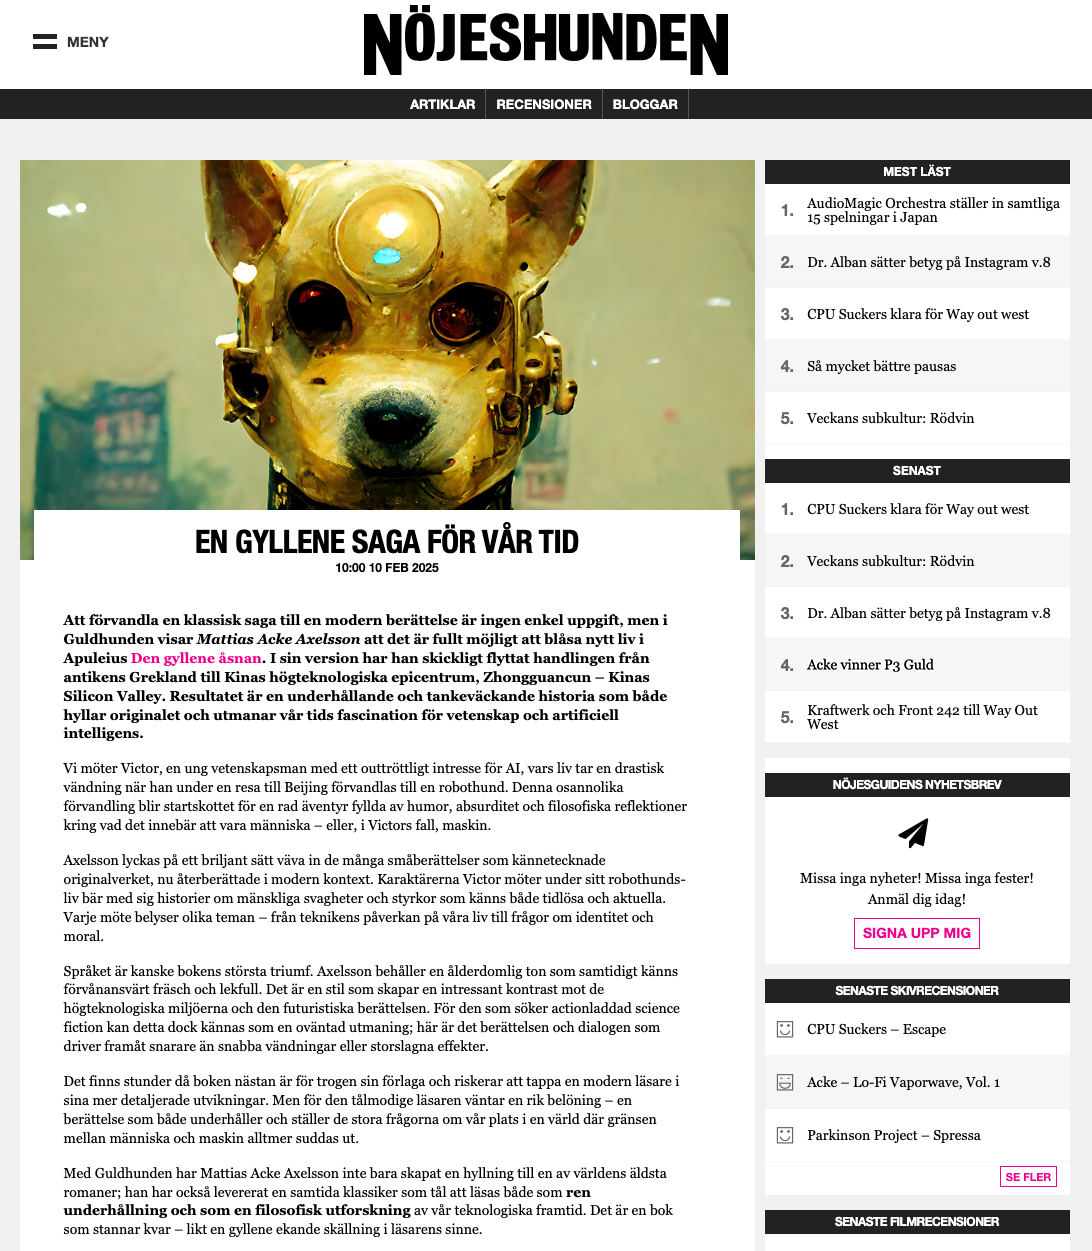 MENY
NÖJESHUNDEN
ARTIKLAR
RECENSIONER
BLOGGAR
EN GYLLENE SAGA FÖR VÅR TID
10:00 10 FEB 2025
Att förvandla en klassisk saga till en modern berättelse är ingen enkel uppgift, men i
Guldhunden visar Mattias Acke Axelsson att det är fullt möjligt att blåsa nytt liv i
Apuleius Den gyllene åsnan. I sin version har han skickligt flyttat handlingen från
antikens Grekland till Kinas högteknologiska epicentrum, Zhongguancun – Kinas
Silicon Valley. Resultatet är en underhållande och tankeväckande historia som både
hyllar originalet och utmanar vår tids fascination för vetenskap och artificiell
intelligens.
Vi möter Victor, en ung vetenskapsman med ett outtröttligt intresse för AI, vars liv tar en drastisk
vändning när han under en resa till Beijing förvandlas till en robothund. Denna osannolika
förvandling blir startskottet för en rad äventyr fyllda av humor, absurditet och filosofiska reflektioner
kring vad det innebär att vara människa – eller, i Victors fall, maskin.
Axelsson lyckas på ett briljant sätt väva in de många småberättelser som kännetecknade
originalverket, nu återberättade i modern kontext. Karaktärerna Victor möter under sitt robothunds-
liv bär med sig historier om mänskliga svagheter och styrkor som känns både tidlösa och aktuella.
Varje möte belyser olika teman – från teknikens påverkan på våra liv till frågor om identitet och
moral.
Språket är kanske bokens största triumf. Axelsson behåller en ålderdomlig ton som samtidigt känns
förvånansvärt fräsch och lekfull. Det är en stil som skapar en intressant kontrast mot de
högteknologiska miljöerna och den futuristiska berättelsen. För den som söker actionladdad science
fiction kan detta dock kännas som en oväntad utmaning; här är det berättelsen och dialogen som
driver framåt snarare än snabba vändningar eller storslagna effekter.
Det finns stunder då boken nästan är för trogen sin förlaga och riskerar att tappa en modern läsare i
sina mer detaljerade utvikningar. Men för den tålmodige läsaren väntar en rik belöning – en
berättelse som både underhåller och ställer de stora frågorna om vår plats i en värld där gränsen
mellan människa och maskin alltmer suddas ut.
Med Guldhunden har Mattias Acke Axelsson inte bara skapat en hyllning till en av världens äldsta
romaner; han har också levererat en samtida klassiker som tål att läsas både som ren
underhållning och som en filosofisk utforskning av vår teknologiska framtid. Det är en bok
som stannar kvar – likt en gyllene ekande skällning i läsarens sinne.
MEST LÄST
1. AudioMagic Orchestra ställer in samtliga
15 spelningar i Japan
2. Dr. Alban sätter betyg på Instagram v.8
3. CPU Suckers klara för Way out west
4. Så mycket bättre pausas
5. Veckans subkultur: Rödvin
SENAST
1. CPU Suckers klara för Way out west
2. Veckans subkultur: Rödvin
3. Dr. Alban sätter betyg på Instagram v.8
4. Acke vinner P3 Guld
5. Kraftwerk och Front 242 till Way Out
West
NÖJESGUIDENS NYHETSBREV
Missa inga nyheter! Missa inga fester!
Anmäl dig idag!
SIGNA UPP MIG
SENASTE SKIVRECENSIONER
CPU Suckers – Escape
Acke – Lo-Fi Vaporwave, Vol. 1
Parkinson Project – Spressa
SE FLER
SENASTE FILMRECENSIONER